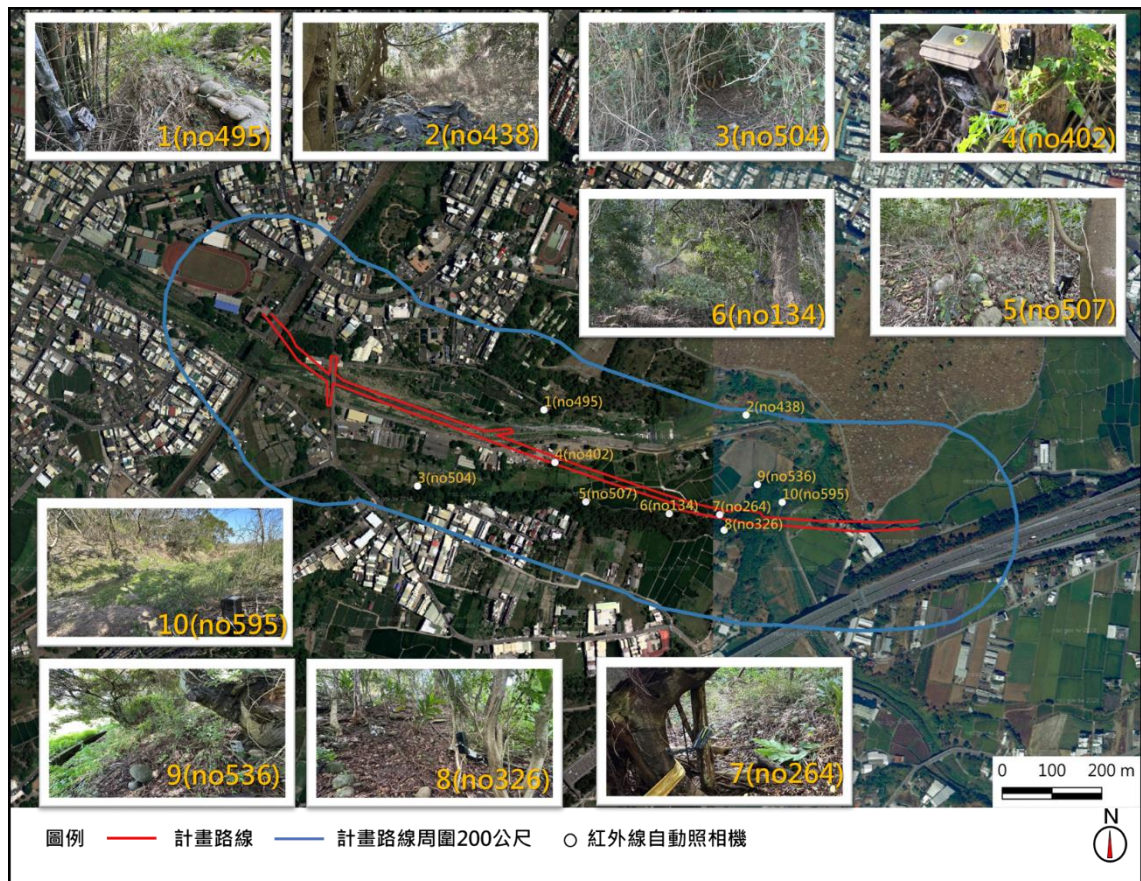 1(no495)
2(no438)
3(no504)
4(no402)
6(no134)
5(no507)
1(no495)
2(no438)
4(no402)
3(no504)
9(no536)
10(no595)
5(no507)
6(no134)
7(no264)
8(no326)
10(no595)
9(no536)
8(no326)
7(no264)
0 100 200 m
圖例 計畫路線 計畫路線周圍200公尺 紅外線自動照相機
N